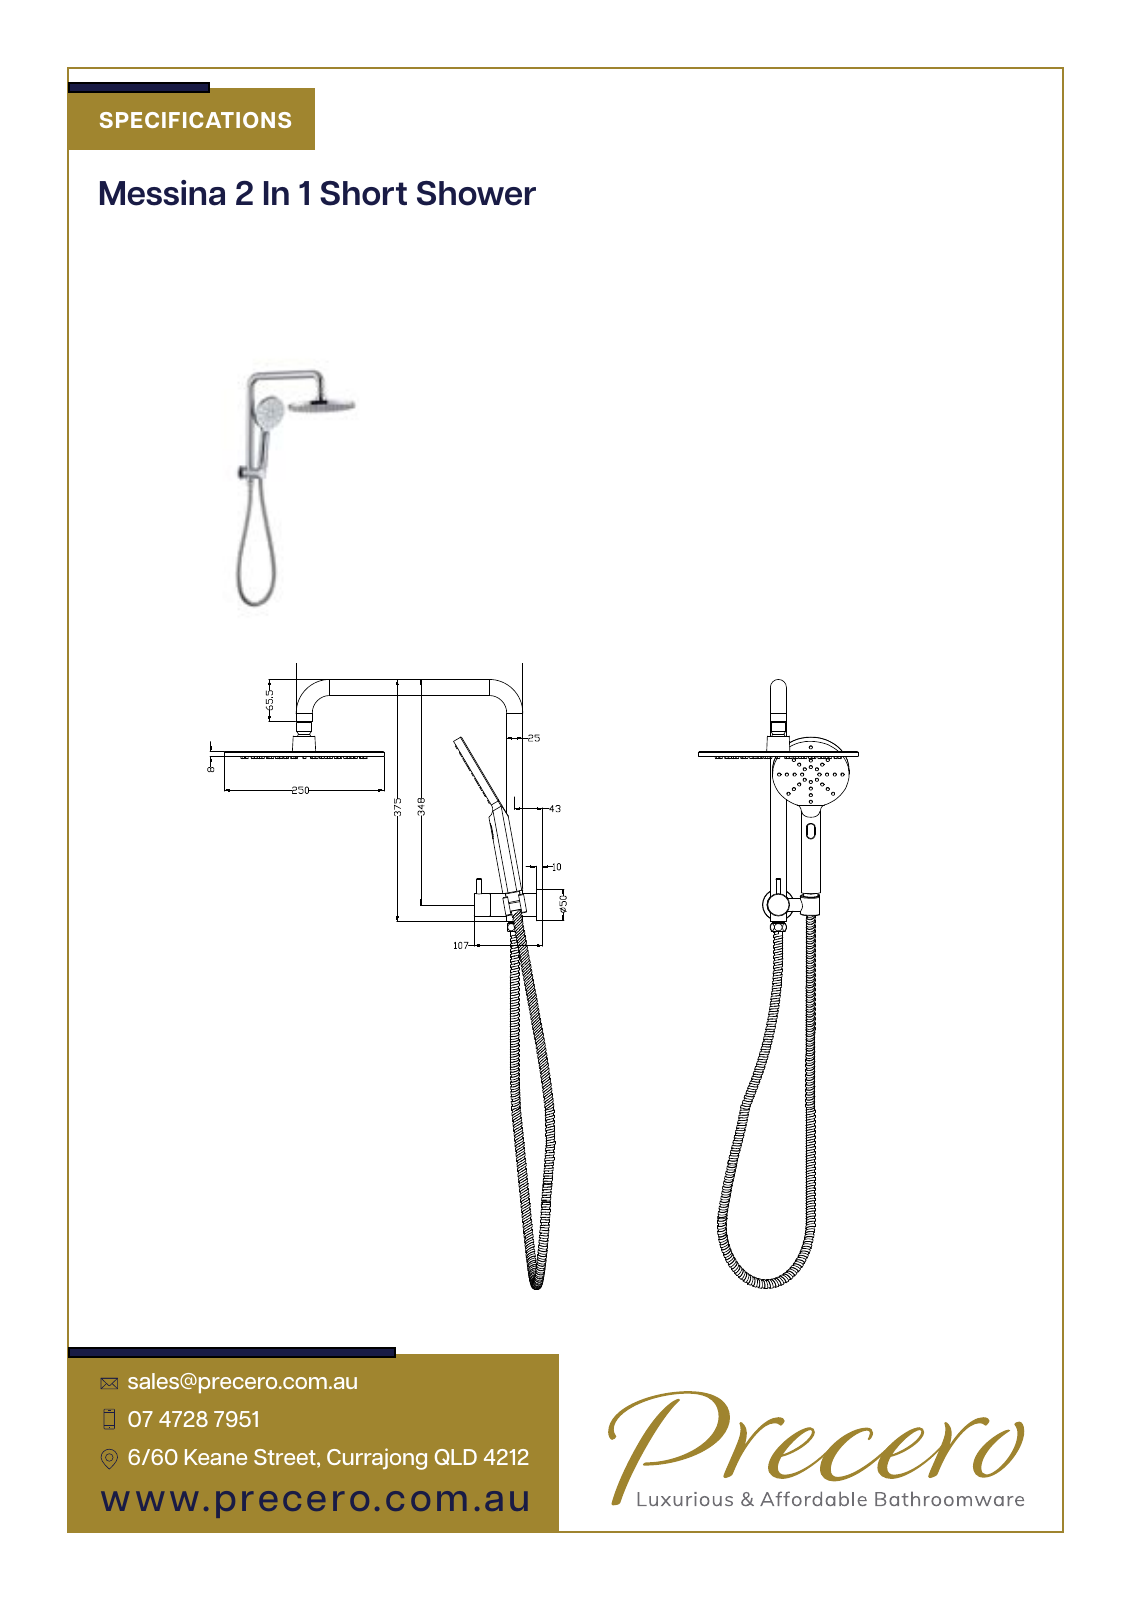 SPECIFICATIONS
Messina 2 In 1 Short Shower
65.5
25
8
250
375
348
43
10
ø50
107
sales@precero.com.au
07 4728 7951
6/60 Keane Street, Currajong QLD 4212
www.precero.com.au
Precero
Luxurious & Affordable Bathroomware